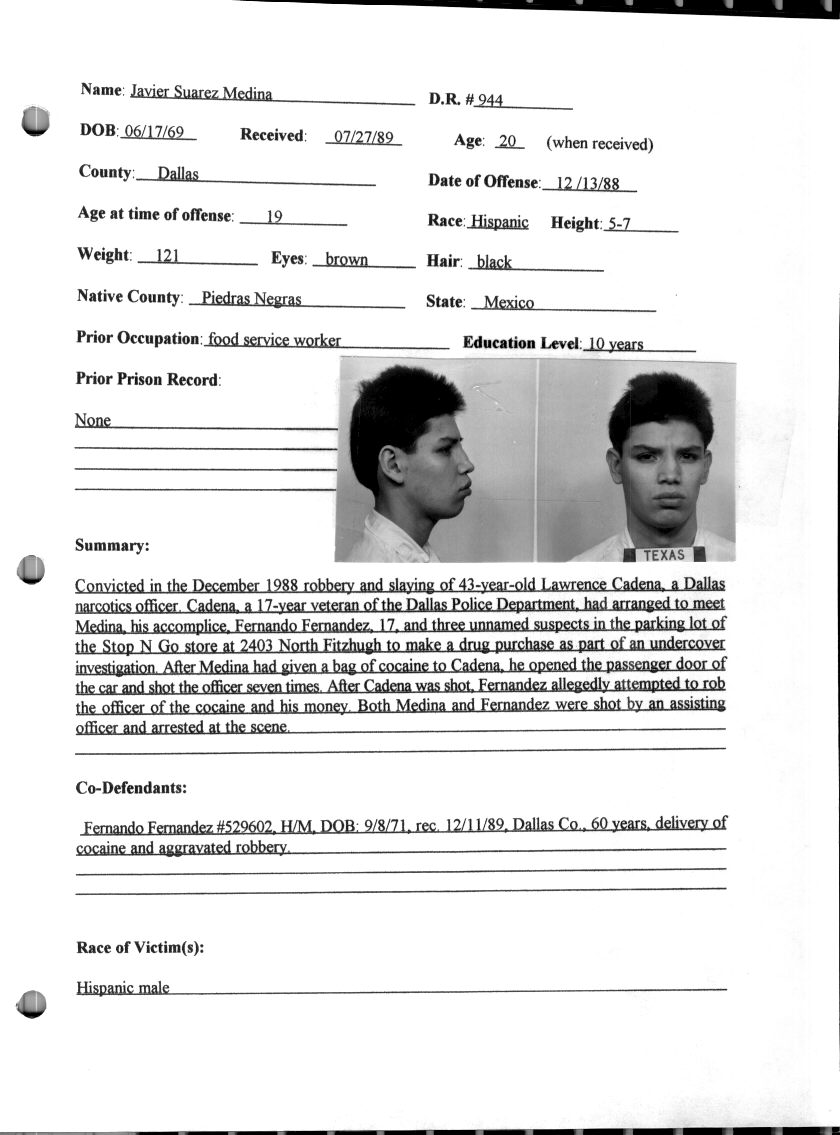 Name: Javier Suarez Medina D.R. # 944
DOB: 06/17/69 Received: 07/27/89 Age: 20 (when received)
County: Dallas Date of Offense: 12 /13/88
Age at time of offense: 19 Race: Hispanic Height: 5-7
Weight: 121 Eyes: brown Hair: black
Native County: Piedras Negras State: Mexico
Prior Occupation: food service worker Education Level: 10 years
Prior Prison Record:
None
TEXAS
Summary:
Convicted in the December 1988 robbery and slaying of 43-year-old Lawrence Cadena, a Dallas
narcotics officer. Cadena, a 17-year veteran of the Dallas Police Department, had arranged to meet
Medina, his accomplice, Fernando Fernandez, 17, and three unnamed suspects in the parking lot of
the Stop N Go store at 2403 North Fitzhugh to make a drug purchase as part of an undercover
investigation. After Medina had given a bag of cocaine to Cadena, he opened the passenger door of
the car and shot the officer seven times. After Cadena was shot, Fernandez allegedly attempted to rob
the officer of the cocaine and his money. Both Medina and Fernandez were shot by an assisting
officer and arrested at the scene.
Co-Defendants:
Fernando Fernandez #529602, H/M, DOB: 9/8/71, rec. 12/11/89, Dallas Co., 60 years, delivery of
cocaine and aggravated robbery.
Race of Victim(s):
Hispanic male